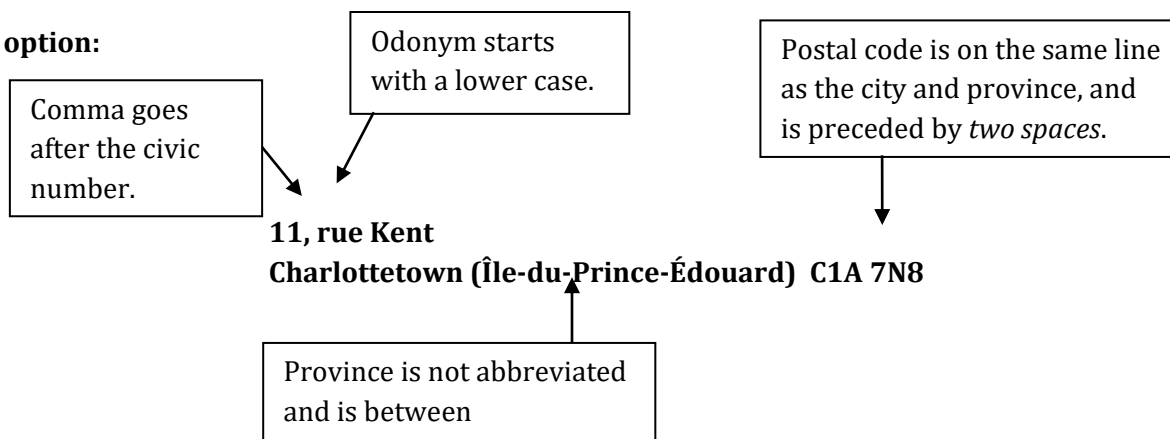 option:
Comma goes
after the civic
number.
Odonym starts
with a lower case.
Postal code is on the same line
as the city and province, and
is preceded by two spaces.
11, rue Kent
Charlottetown (Île-du-Prince-Édouard)  C1A 7N8
Province is not abbreviated
and is between